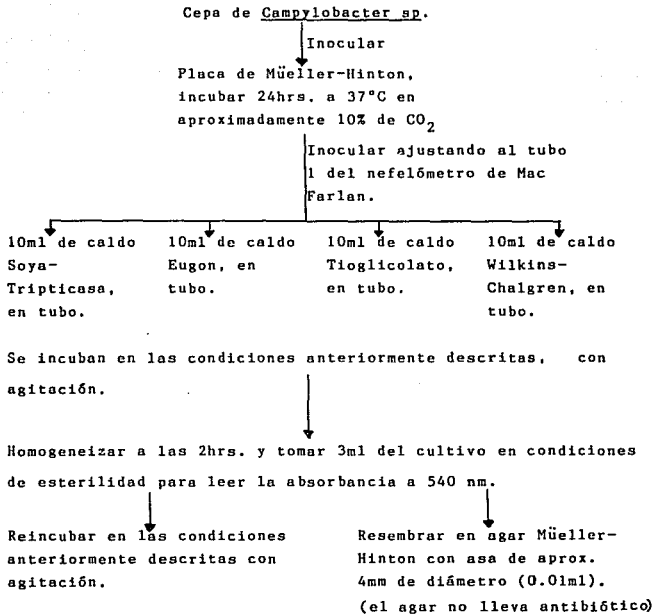 Cepa de Campylobacter sp.
Inocular
Placa de Müeller-Hinton,
incubar 24hrs. a 37°C en
aproximadamente 10% de CO₂
Inocular ajustando al tubo
1 del nefelómetro de Mac
Farlan.
10ml de caldo
Soya-
Tripticasa,
en tubo.
10ml de caldo
Eugon, en
tubo.
10ml de caldo
Tioglicolato,
en tubo.
10ml de caldo
Wilkins-
Chalgren, en
tubo.
Se incuban en las condiciones anteriormente descritas, con
agitación.
Homogeneizar a las 2hrs. y tomar 3ml del cultivo en condiciones
de esterilidad para leer la absorbancia a 540 nm.
Reincubar en las condiciones
anteriormente descritas con
agitación.
Resembrar en agar Müeller-
Hinton con asa de aprox.
4mm de diámetro (0.01ml).
(el agar no lleva antibiótico)